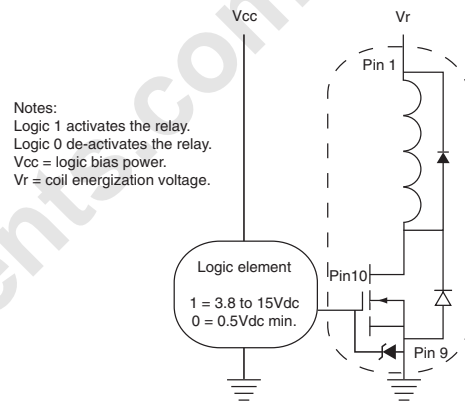 Vcc
Vr
Pin 1
Notes:
Logic 1 activates the relay.
Logic 0 de-activates the relay.
Vcc = logic bias power.
Vr = coil energization voltage.
Logic element
1 = 3.8 to 15Vdc
0 = 0.5Vdc min.
Pin10
Pin 9
ents.com